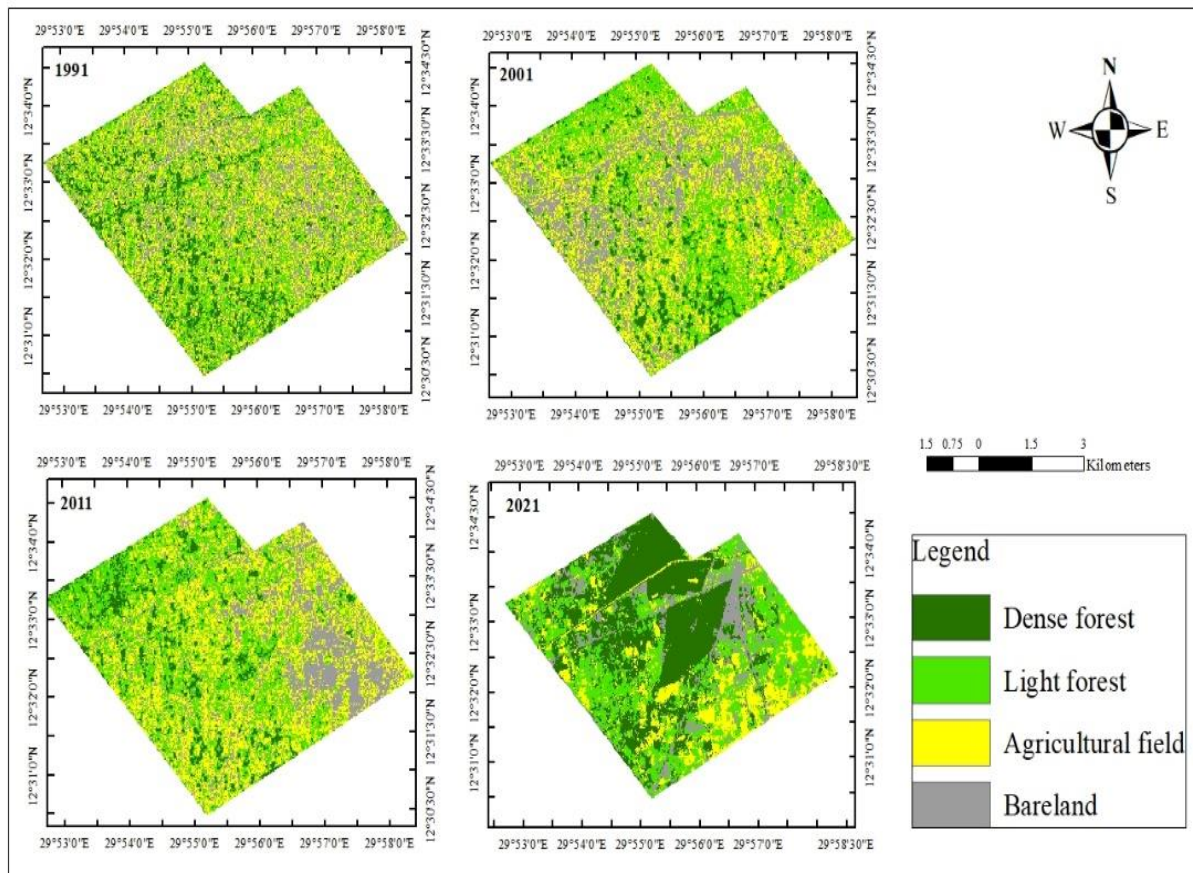 29°53'0"E 29°54'0"E 29°55'0"E 29°56'0"E 29°57'0"E 29°58'0"E
1991
12°34'0"N 12°33'0"N 12°32'0"N 12°31'0"N
12°34'30"N 12°33'30"N 12°32'30"N 12°31'30"N 12°30'30"N
29°53'0"E 29°54'0"E 29°55'0"E 29°56'0"E 29°57'0"E 29°58'0"E
29°53'0"E 29°54'0"E 29°55'0"E 29°56'0"E 29°57'0"E 29°58'0"E
2001
12°34'0"N 12°33'0"N 12°32'0"N 12°31'0"N
12°34'30"N 12°33'30"N 12°32'30"N 12°31'30"N 12°30'30"N
29°53'0"E 29°54'0"E 29°55'0"E 29°56'0"E 29°57'0"E 29°58'0"E
N
W E
S
29°53'0"E 29°54'0"E 29°55'0"E 29°56'0"E 29°57'0"E 29°58'0"E
2011
12°34'0"N 12°33'0"N 12°32'0"N 12°31'0"N
12°34'30"N 12°33'30"N 12°32'30"N 12°31'30"N 12°30'30"N
29°53'0"E 29°54'0"E 29°55'0"E 29°56'0"E 29°57'0"E 29°58'0"E
29°53'0"E 29°54'0"E 29°55'0"E 29°56'0"E 29°57'0"E 29°58'30"E
2021
12°34'30"N 12°33'30"N 12°32'30"N 12°31'30"N 12°30'30"N
12°34'0"N 12°33'0"N 12°32'0"N 12°31'0"N
29°53'0"E 29°54'0"E 29°55'0"E 29°56'0"E 29°57'0"E 29°58'30"E
1.5 0.75 0 1.5 3
Kilometers
Legend
Dense forest
Light forest
Agricultural field
Bareland